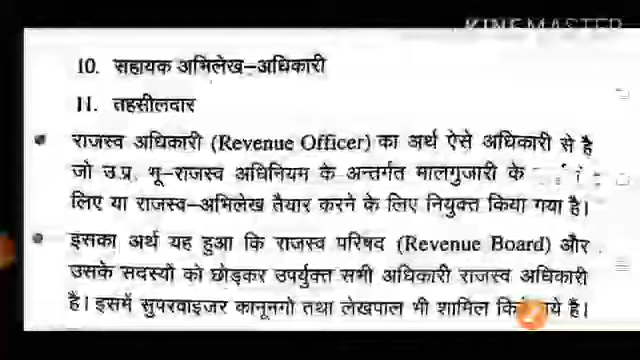 KINEMASTER
10. सहायक अभिलेख-अधिकारी
11. तहसीलदार
राजस्व अधिकारी (Revenue Officer) का अर्थ ऐसे अधिकारी से है
जो उ.प्र. भू-राजस्व अधिनियम के अन्तर्गत मालगुजारी के
लिए या राजस्व-अभिलेख तैयार करने के लिए नियुक्त किया गया है।
इसका अर्थ यह हुआ कि राजस्व परिषद (Revenue Board) और
उसके सदस्यों को छोड़कर उपर्युक्त सभी अधिकारी राजस्व अधिकारी
है। इसमें सुपरवाइजर कानूनगो तथा लेखपाल भी शामिल है।